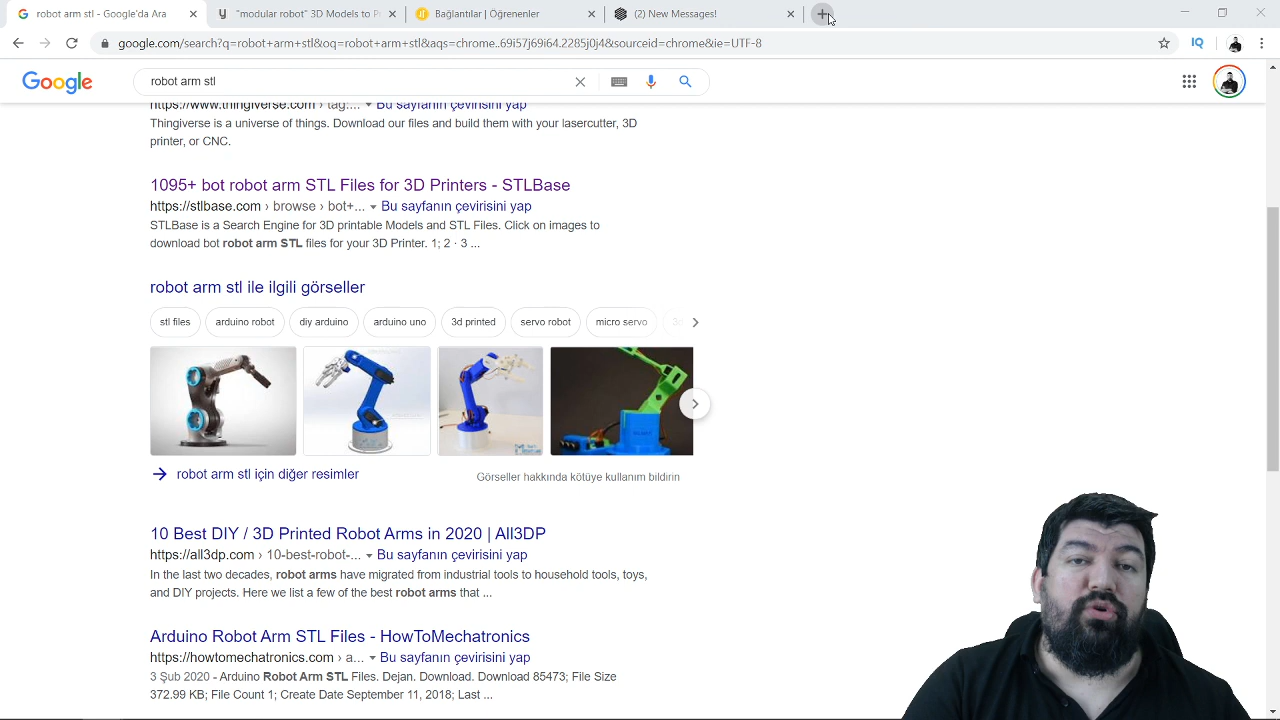 robot arm stl - Google'da Ara
"modular robot" 3D Models to P
Bağlantılar | Öğrenenler
(2) New Messages!
google.com/search?q=robot+arm+stl&oq=robot+arm+stl&aqs=chrome..69i57j69i64.2285j0j4&sourceid=chrome&ie=UTF-8
IQ
Google
robot arm stl
https://www.thingiverse.com › tag:... Bu sayfanın çevirisini yap
Thingiverse is a universe of things. Download our files and build them with your lasercutter, 3D
printer, or CNC.
1095+ bot robot arm STL Files for 3D Printers - STLBase
https://stlbase.com › browse › bot+... Bu sayfanın çevirisini yap
STLBase is a Search Engine for 3D printable Models and STL Files. Click on images to
download bot robot arm STL files for your 3D Printer. 1; 2 · 3 ...
robot arm stl ile ilgili görseller
stl files arduino robot diy arduino arduino uno 3d printed servo robot micro servo
robot arm stl için diğer resimler
Görseller hakkında kötüye kullanım bildirin
10 Best DIY / 3D Printed Robot Arms in 2020 | All3DP
https://all3dp.com › 10-best-robot-... Bu sayfanın çevirisini yap
In the last two decades, robot arms have migrated from industrial tools to household tools, toys,
and DIY projects. Here we list a few of the best robot arms that ...
Arduino Robot Arm STL Files - HowToMechatronics
https://howtomechatronics.com › a... Bu sayfanın çevirisini yap
3 Şub 2020 - Arduino Robot Arm STL Files. Dejan. Download. Download 85473; File Size
372.99 KB; File Count 1; Create Date September 11, 2018; Last ...